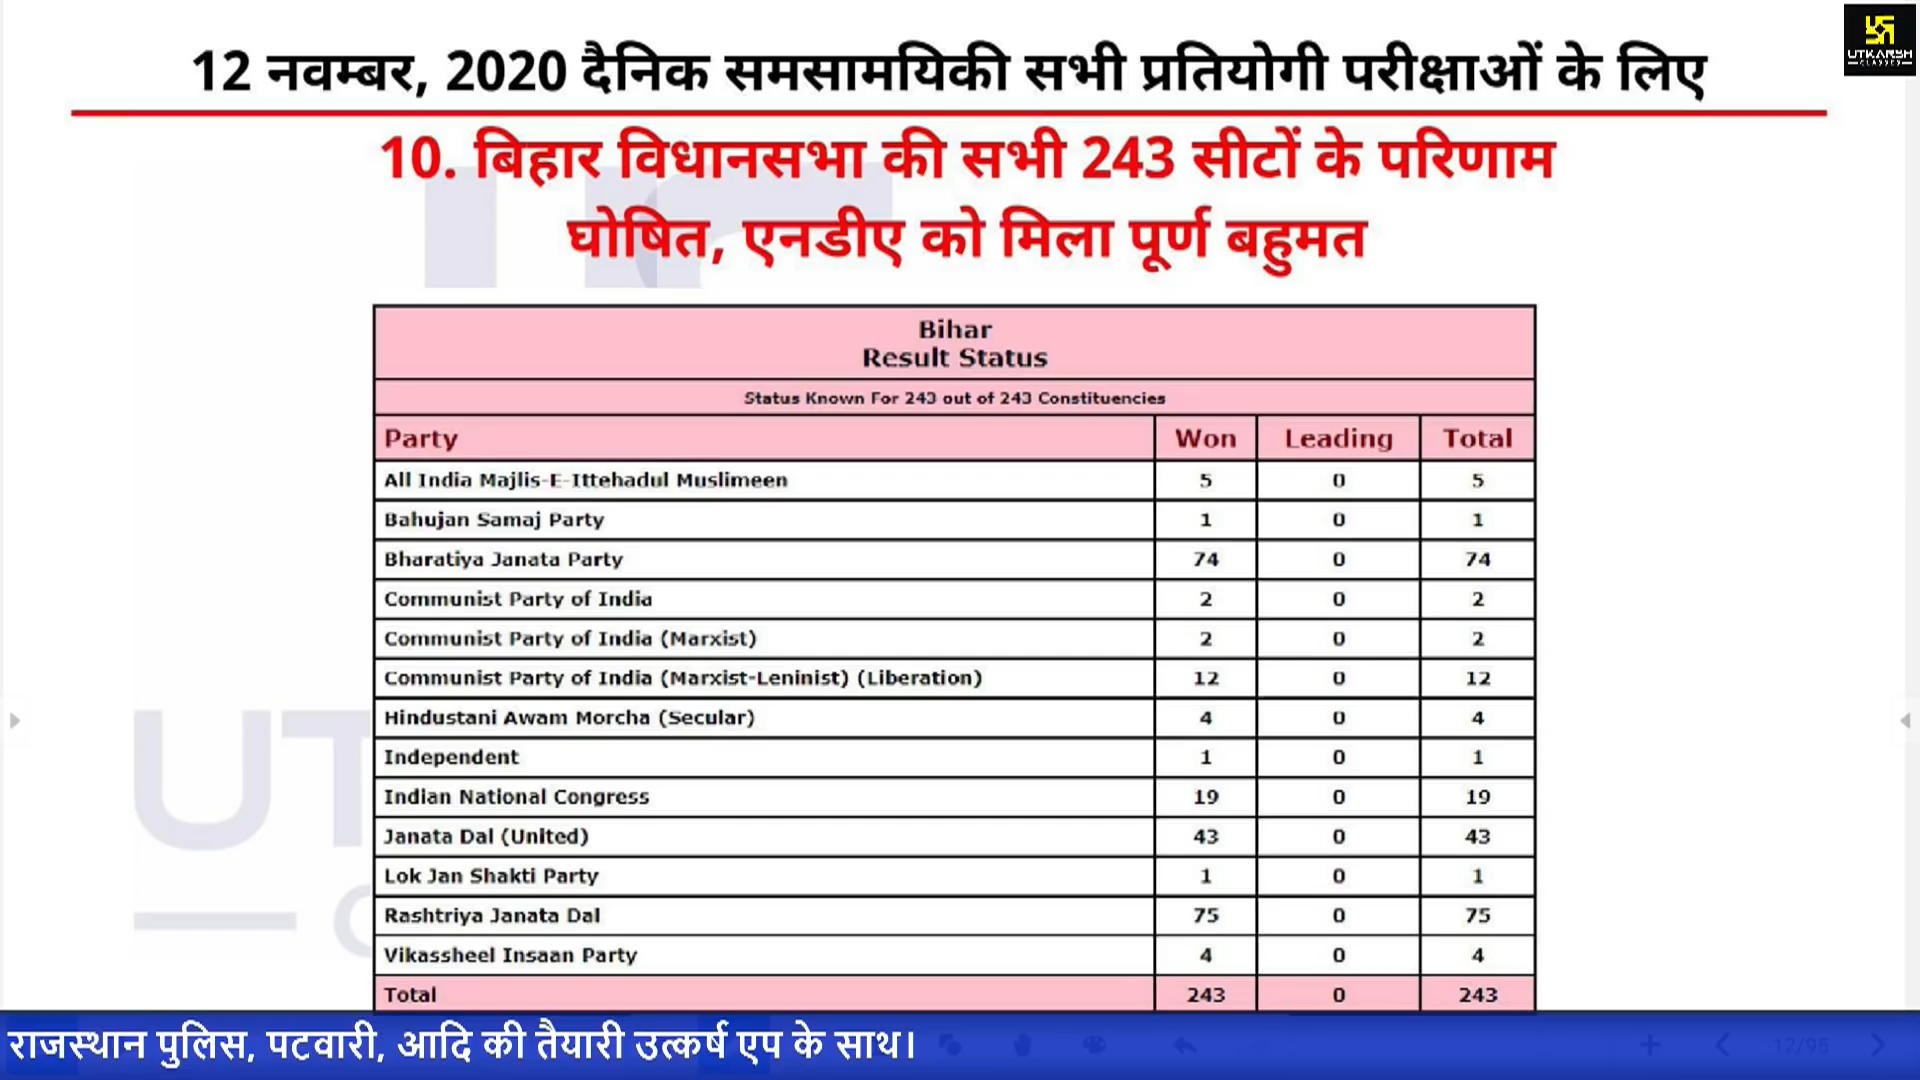 UTKARSH
CLASSES
12 नवम्बर, 2020 दैनिक समसामयिकी सभी प्रतियोगी परीक्षाओं के लिए
10. बिहार विधानसभा की सभी 243 सीटों के परिणाम
घोषित, एनडीए को मिला पूर्ण बहुमत
Bihar
Result Status
Status Known For 243 out of 243 Constituencies
Party Won Leading Total
All India Majlis-E-Ittehadul Muslimeen 5 0 5
Bahujan Samaj Party 1 0 1
Bharatiya Janata Party 74 0 74
Communist Party of India 2 0 2
Communist Party of India (Marxist) 2 0 2
Communist Party of India (Marxist-Leninist) (Liberation) 12 0 12
Hindustani Awam Morcha (Secular) 4 0 4
Independent 1 0 1
Indian National Congress 19 0 19
Janata Dal (United) 43 0 43
Lok Jan Shakti Party 1 0 1
Rashtriya Janata Dal 75 0 75
Vikassheel Insaan Party 4 0 4
Total 243 0 243
राजस्थान पुलिस, पटवारी, आदि की तैयारी उत्कर्ष एप के साथ।
12/95